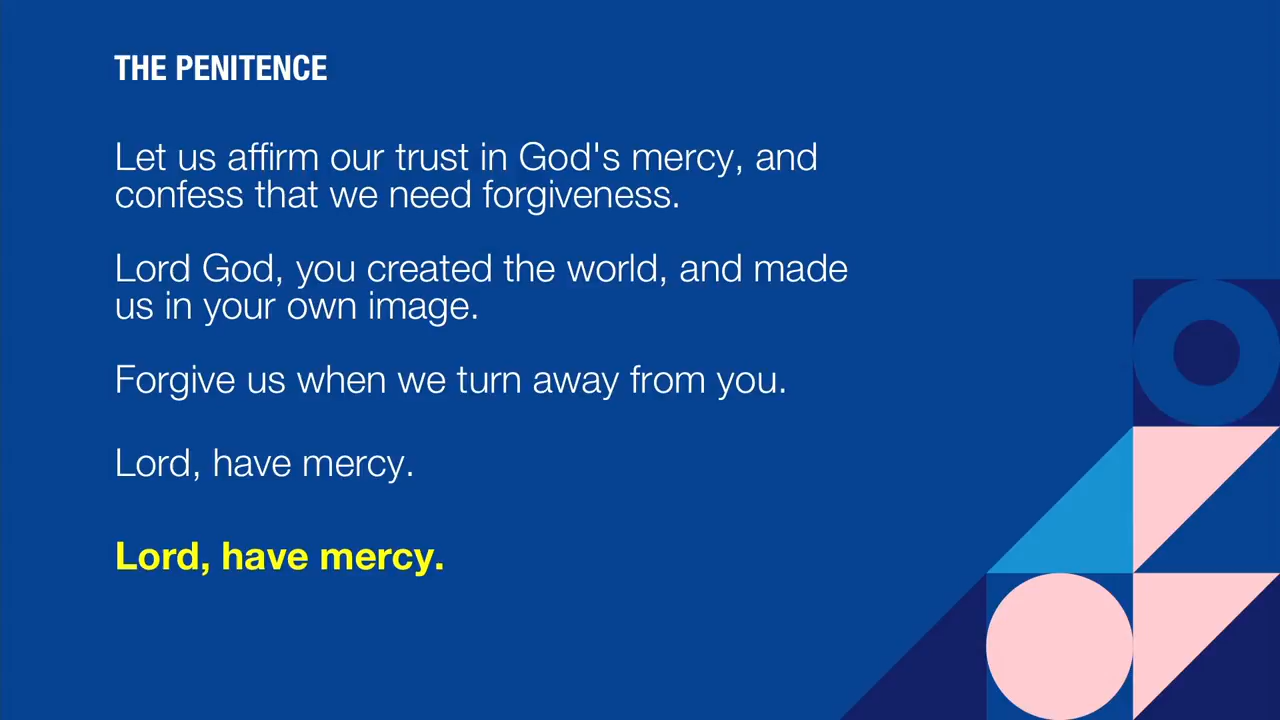 THE PENITENCE
Let us affirm our trust in God's mercy, and
confess that we need forgiveness.
Lord God, you created the world, and made
us in your own image.
Forgive us when we turn away from you.
Lord, have mercy.
Lord, have mercy.